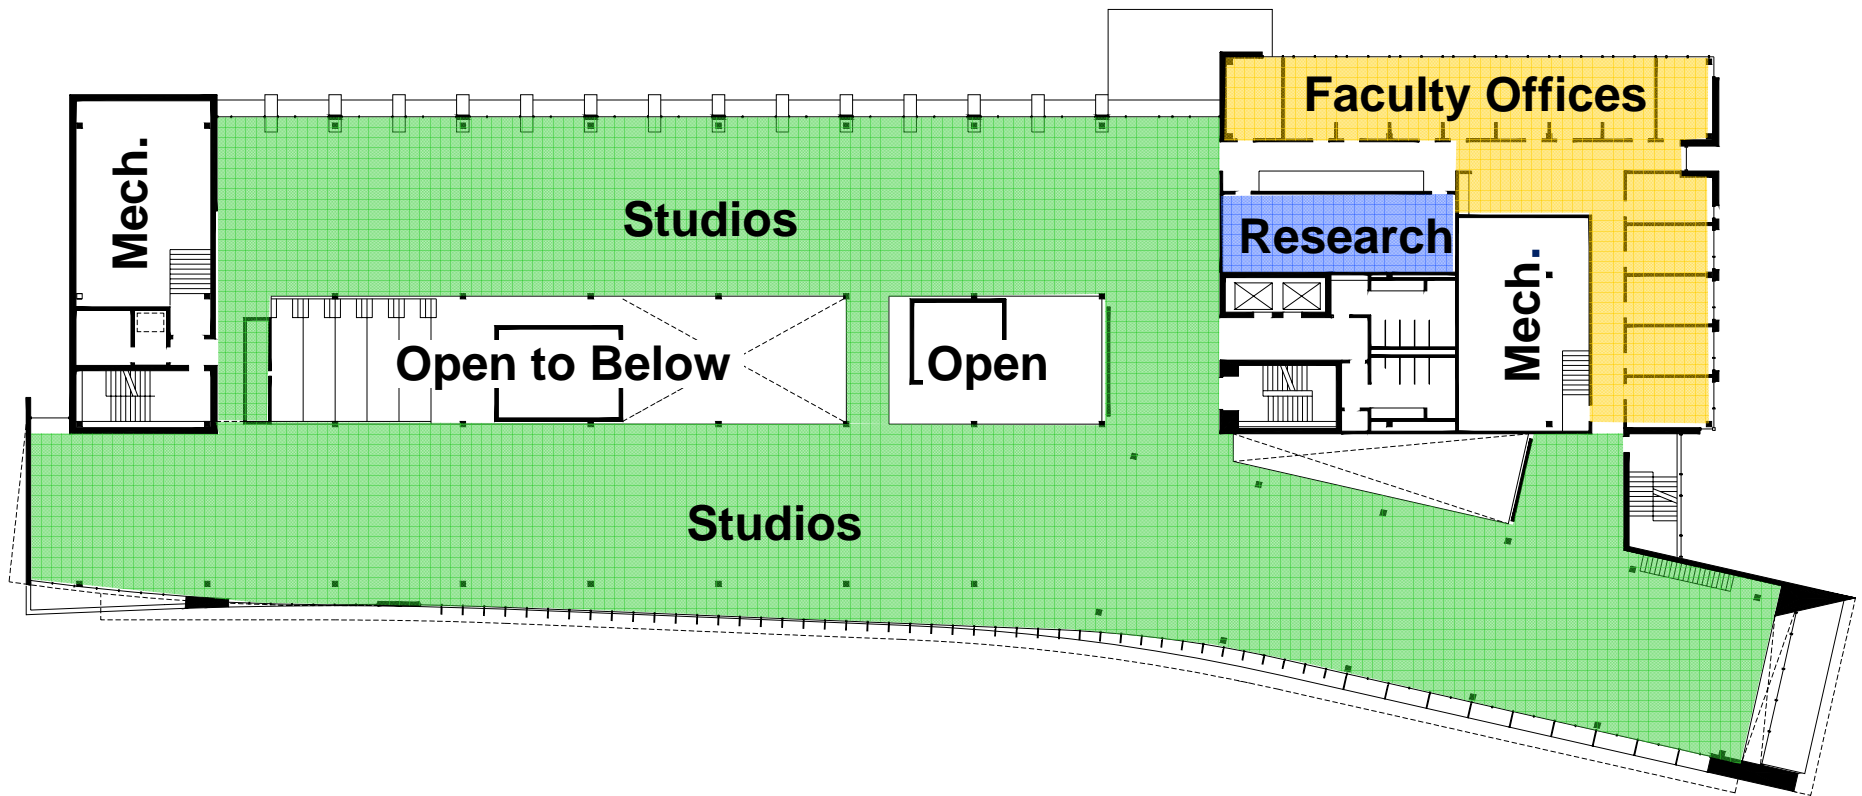 Faculty Offices
Mech.
Studios
Research
Mech.
Open to Below
Open
Studios